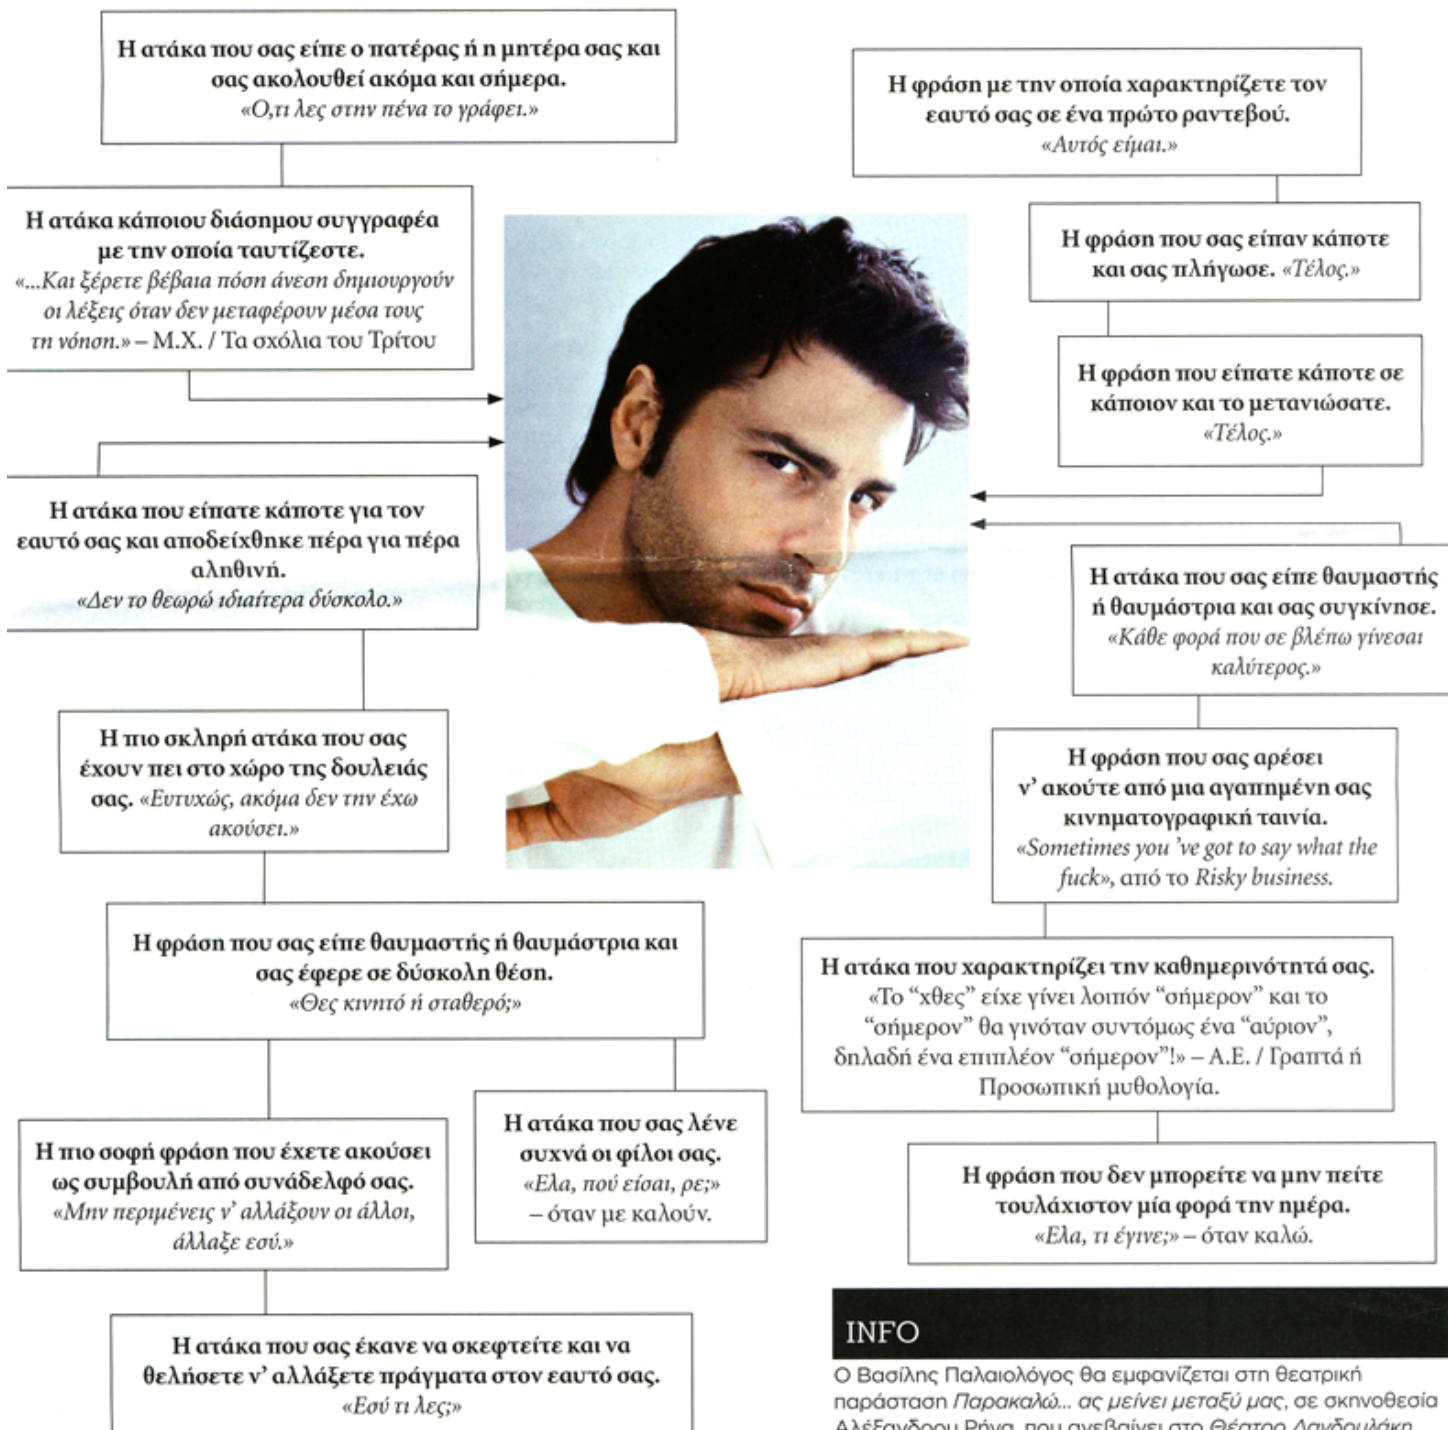 Η ατάκα που σας είπε ο πατέρας ή η μητέρα σας και
σας ακολουθεί ακόμα και σήμερα.
«Ο,τι λες στην πένα το γράφει.»
Η ατάκα κάποιου διάσημου συγγραφέα
με την οποία ταυτίζεστε.
«...Και ξέρετε βέβαια πόση άνεση δημιουργούν
οι λέξεις όταν δεν μεταφέρουν μέσα τους
τη νόηση.» – Μ.Χ. / Τα σχόλια του Τρίτου
Η ατάκα που είπατε κάποτε για τον
εαυτό σας και αποδείχθηκε πέρα για πέρα
αληθινή.
«Δεν το θεωρώ ιδιαίτερα δύσκολο.»
Η πιο σκληρή ατάκα που σας
έχουν πει στο χώρο της δουλειάς
σας. «Ευτυχώς, ακόμα δεν την έχω
ακούσει.»
Η φράση που σας είπε θαυμαστής ή θαυμάστρια και
σας έφερε σε δύσκολη θέση.
«Θες κινητό ή σταθερό;»
Η πιο σοφή φράση που έχετε ακούσει
ως συμβουλή από συνάδελφό σας.
«Μην περιμένεις ν' αλλάξουν οι άλλοι,
άλλαξε εσύ.»
Η ατάκα που σας λένε
συχνά οι φίλοι σας.
«Ελα, πού είσαι, ρε;»
– όταν με καλούν.
Η ατάκα που σας έκανε να σκεφτείτε και να
θελήσετε ν' αλλάξετε πράγματα στον εαυτό σας.
«Εσύ τι λες;»
Η φράση με την οποία χαρακτηρίζετε τον
εαυτό σας σε ένα πρώτο ραντεβού.
«Αυτός είμαι.»
Η φράση που σας είπαν κάποτε
και σας πλήγωσε. «Τέλος.»
Η φράση που είπατε κάποτε σε
κάποιον και το μετανιώσατε.
«Τέλος.»
Η ατάκα που σας είπε θαυμαστής
ή θαυμάστρια και σας συγκίνησε.
«Κάθε φορά που σε βλέπω γίνεσαι
καλύτερος.»
Η φράση που σας αρέσει
ν' ακούτε από μια αγαπημένη σας
κινηματογραφική ταινία.
«Sometimes you 've got to say what the
fuck», από το Risky business.
Η ατάκα που χαρακτηρίζει την καθημερινότητά σας.
«Το “χθες” είχε γίνει λοιπόν “σήμερον” και το
“σήμερον” θα γινόταν συντόμως ένα “αύριον”,
δηλαδή ένα επιπλέον “σήμερον”!» – Α.Ε. / Γραπτά ή
Προσωπική μυθολογία.
Η φράση που δεν μπορείτε να μην πείτε
τουλάχιστον μία φορά την ημέρα.
«Ελα, τι έγινε;» – όταν καλώ.
INFO
Ο Βασίλης Παλαιολόγος θα εμφανίζεται στη θεατρική
παράσταση Παρακαλώ... ας μείνει μεταξύ μας, σε σκηνοθεσία
Αλέξανδρου Ρήγα, που ανεβαίνει στο Θέατρο Λανδουλάκη